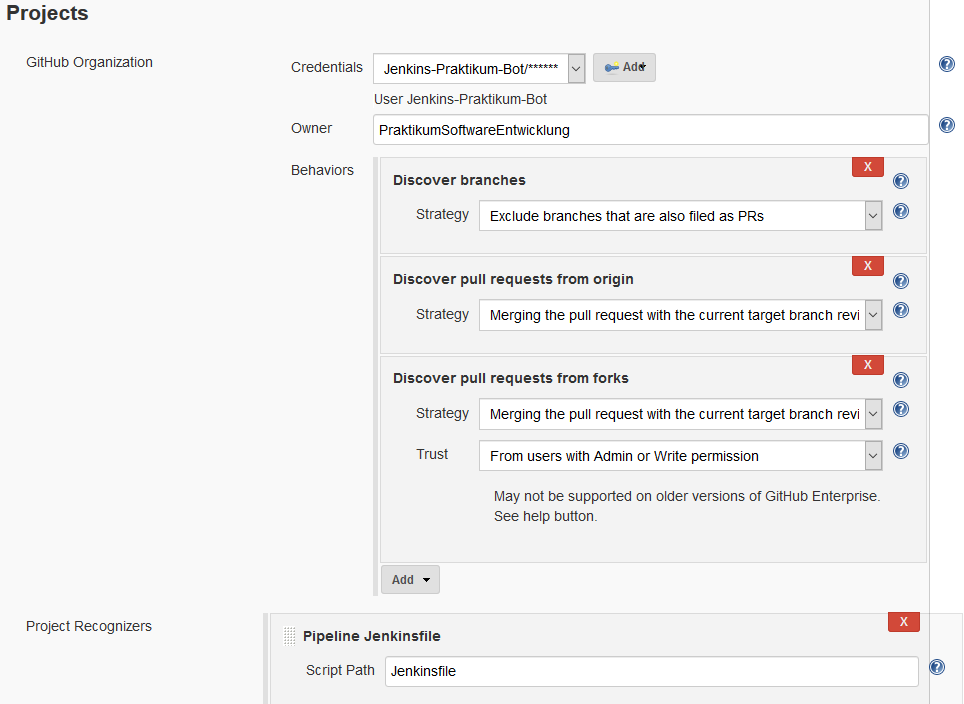 Projects
GitHub Organization
Credentials
Jenkins-Praktikum-Bot/******
Add
User Jenkins-Praktikum-Bot
Owner
PraktikumSoftwareEntwicklung
Behaviors
X
Discover branches
Strategy
Exclude branches that are also filed as PRs
X
Discover pull requests from origin
Strategy
Merging the pull request with the current target branch revi
X
Discover pull requests from forks
Strategy
Merging the pull request with the current target branch revi
Trust
From users with Admin or Write permission
May not be supported on older versions of GitHub Enterprise.
See help button.
Add
Project Recognizers
X
Pipeline Jenkinsfile
Script Path
Jenkinsfile